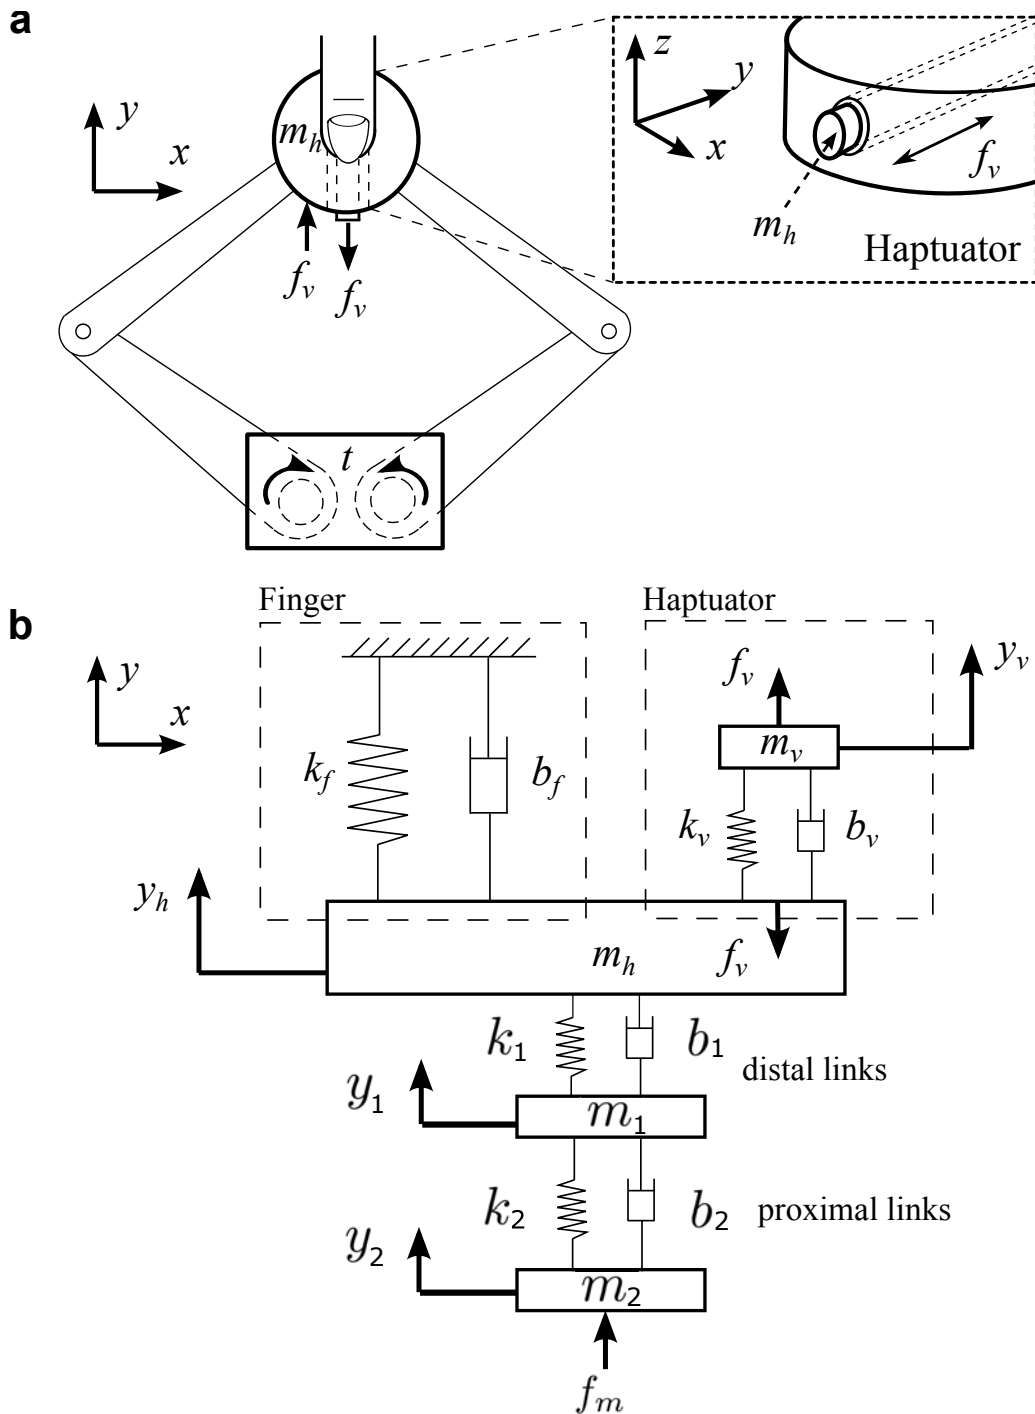 a
z
y
y
x
m_h
x
f_v
m_h
Haptuator
f_v
f_v
t
Finger
Haptuator
b
y_v
f_v
y
x
m_v
k_f
b_f
k_v
b_v
y_h
m_h
f_v
k_1
b_1
distal links
y_1
m_1
k_2
b_2
proximal links
y_2
m_2
f_m